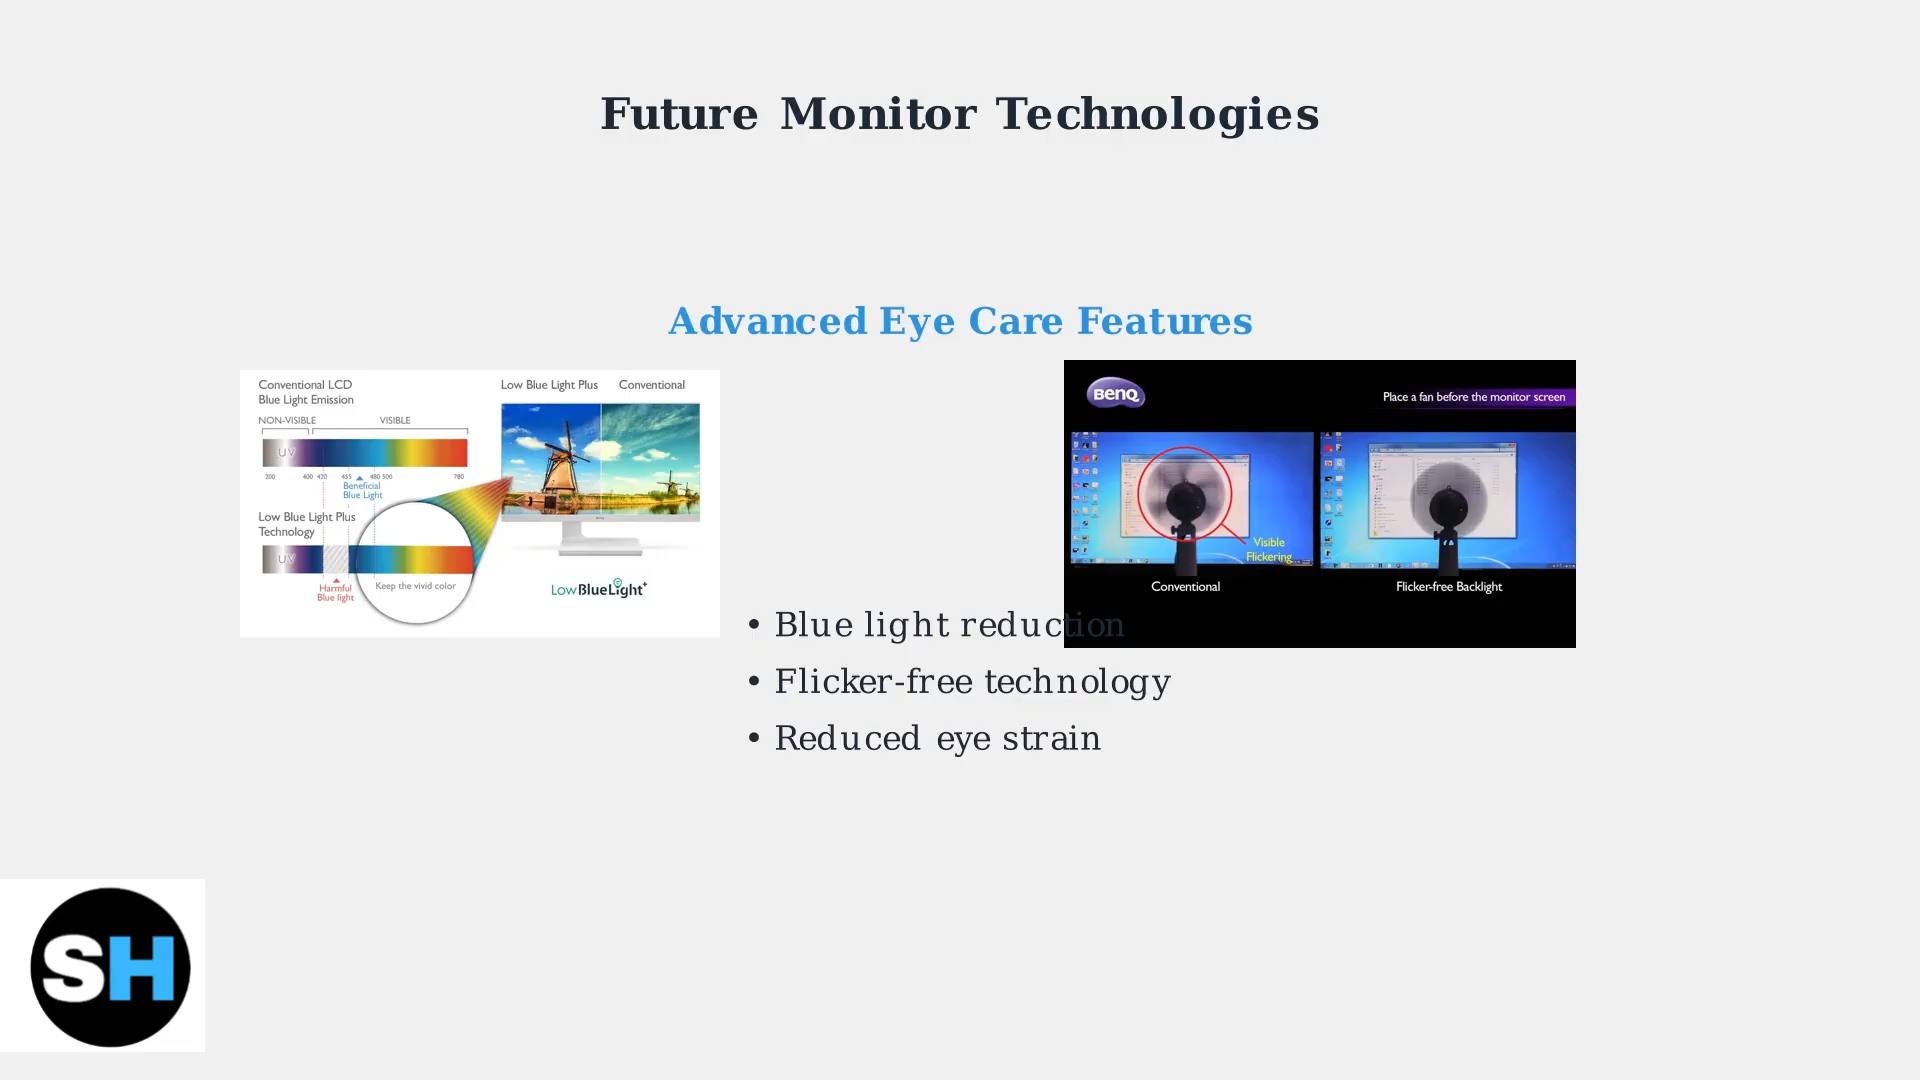 Future Monitor Technologies
Advanced Eye Care Features
Conventional LCD
Blue Light Emission
NON-VISIBLE VISIBLE
UV
200 400 420 455 480 500 780
Beneficial
Blue Light
Low Blue Light Plus
Technology
UV
Harmful
Blue light
Keep the vivid color
Low Blue Light Plus Conventional
LowBlueLight+
BenQ
Place a fan before the monitor screen
Visible
Flickering
Conventional
Flicker-free Backlight
• Blue light reduction
• Flicker-free technology
• Reduced eye strain
SH